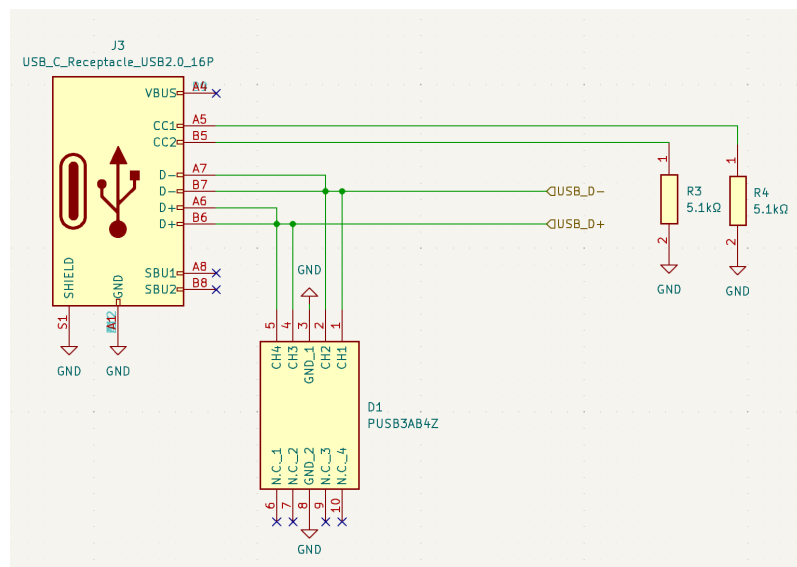 J3
USB_C_Receptacle_USB2.0_16P
VBUS
A4
CC1
A5
CC2
B5
D-
A7
D-
B7
D+
A6
D+
B6
SBU1
A8
SBU2
B8
SHIELD
GND
S1
A1
GND
GND
USB_D-
USB_D+
1
R3
5.1kΩ
2
GND
1
R4
5.1kΩ
2
GND
GND
5
4
3
2
1
CH4
CH3
GND_1
CH2
CH1
D1
PUSB3AB4Z
N.C._1
N.C._2
GND_2
N.C._3
N.C._4
6
7
8
9
10
GND